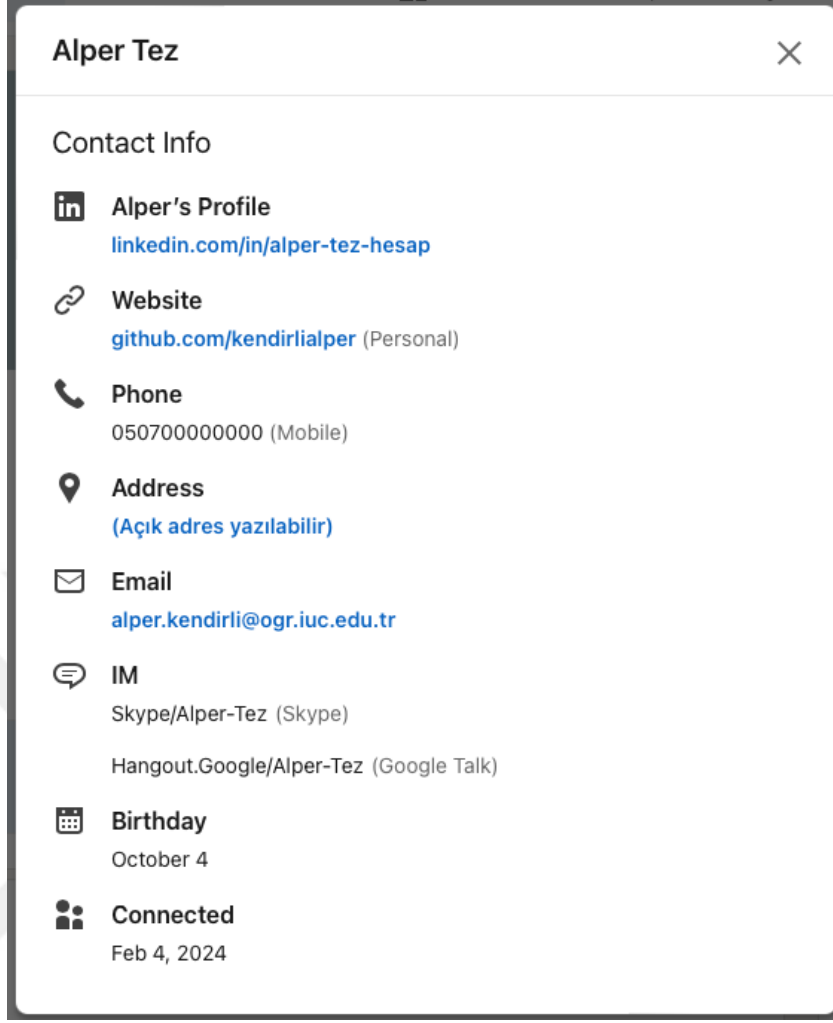 Alper Tez
Contact Info
Alper's Profile
linkedin.com/in/alper-tez-hesap
Website
github.com/kendirlialper (Personal)
Phone
050700000000 (Mobile)
Address
(Açık adres yazılabilir)
Email
alper.kendirli@ogr.iuc.edu.tr
IM
Skype/Alper-Tez (Skype)
Hangout.Google/Alper-Tez (Google Talk)
Birthday
October 4
Connected
Feb 4, 2024